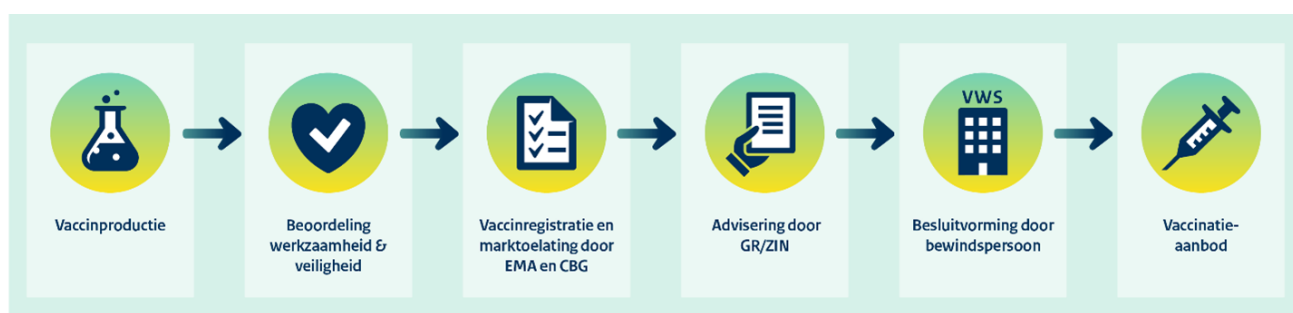 Vaccinproductie
Beoordeling
werkzaamheid &
veiligheid
Vaccinregistratie en
marktoelating door
EMA en CBG
Advisering door
GR/ZIN
VWS
Besluitvorming door
bewindspersoon
Vaccinatie-
aanbod